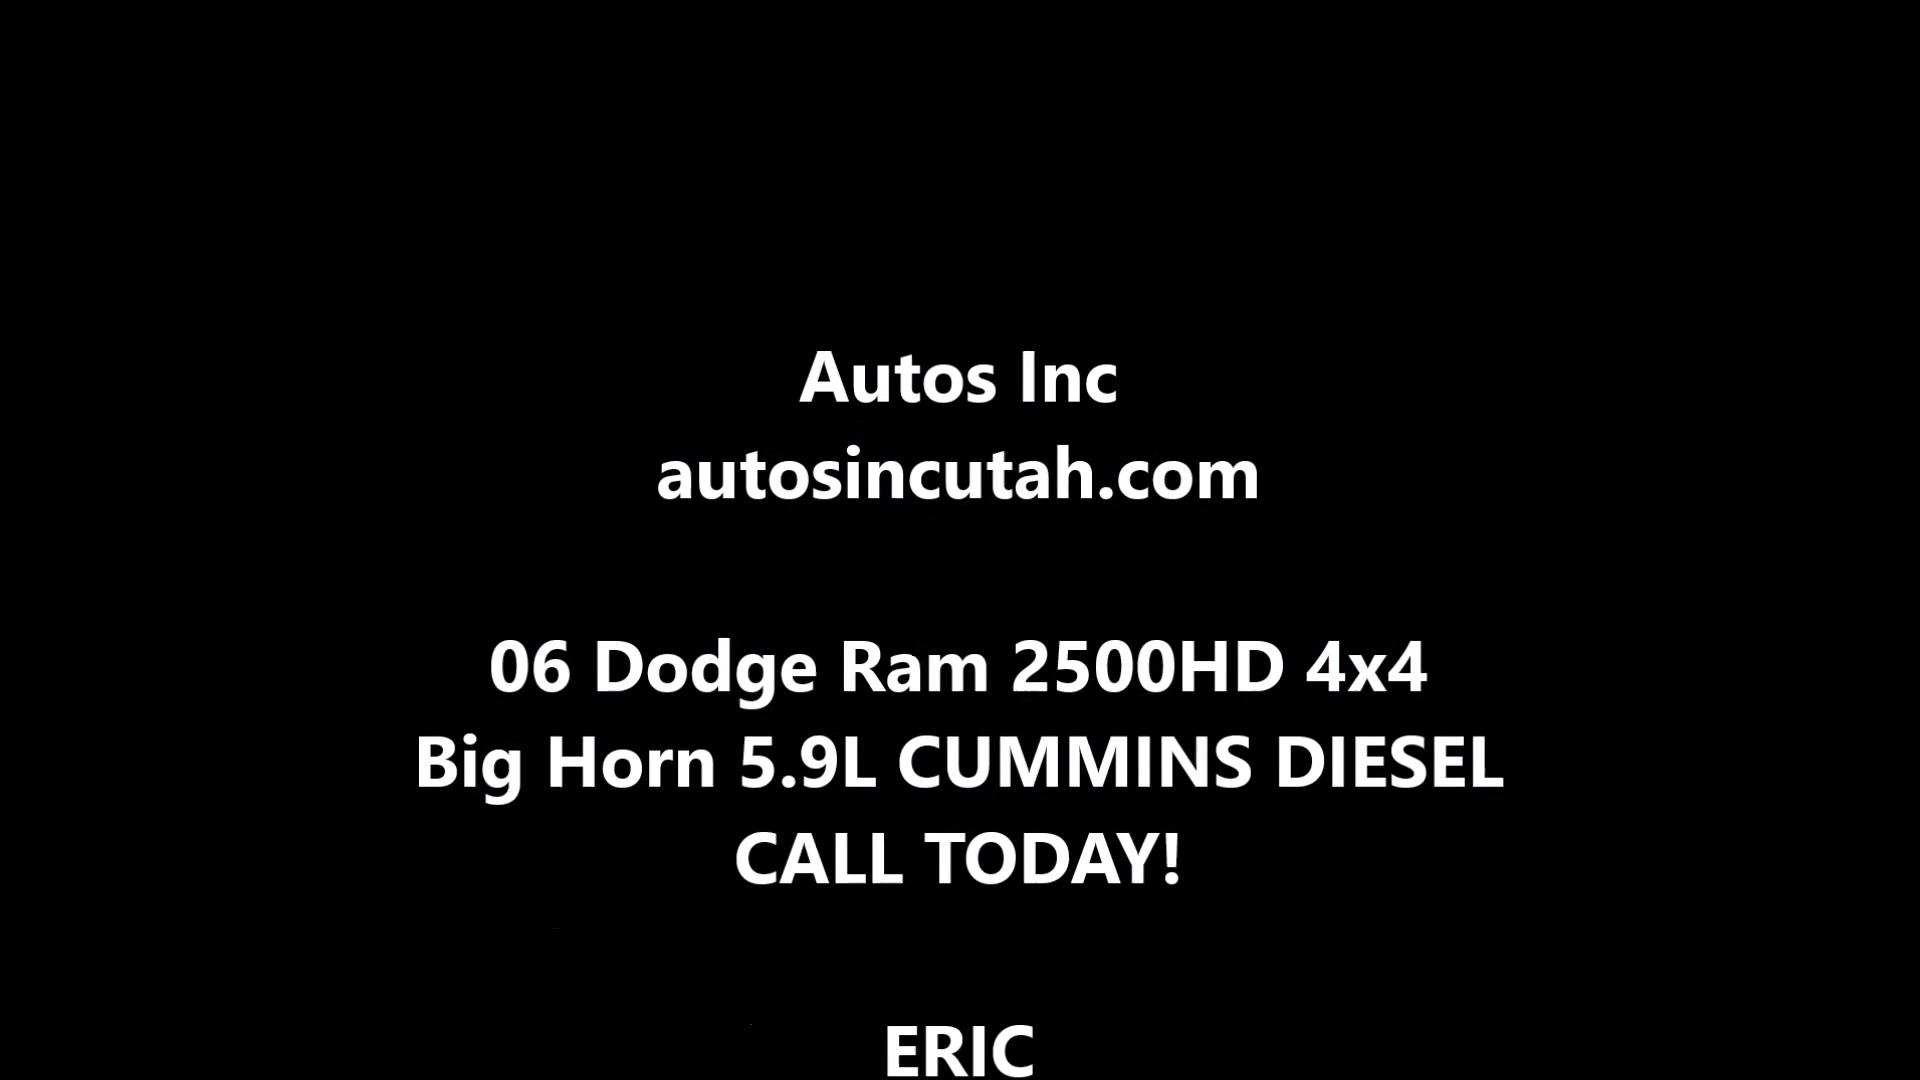 Autos Inc
autosincutah.com
06 Dodge Ram 2500HD 4x4
Big Horn 5.9L CUMMINS DIESEL
CALL TODAY!
ERIC